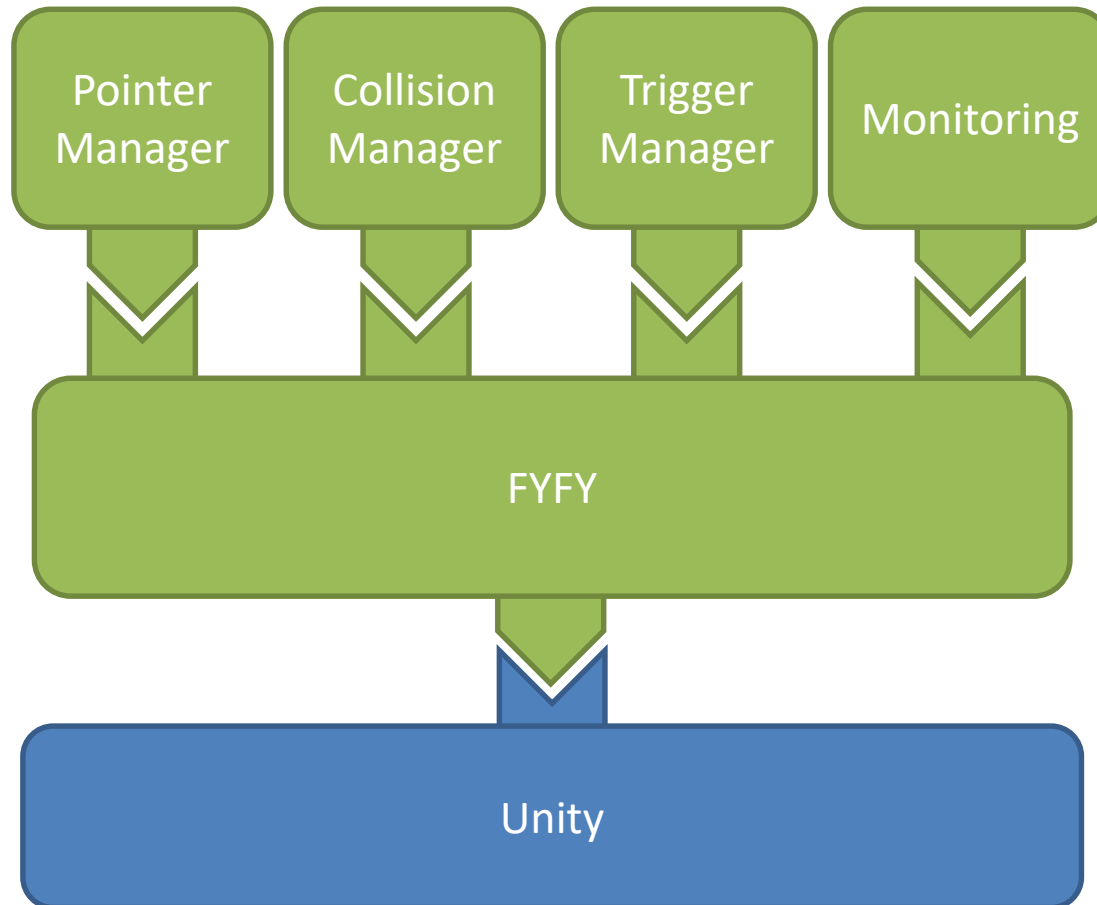 Pointer
Manager
Collision
Manager
Trigger
Manager
Monitoring
FYFY
Unity